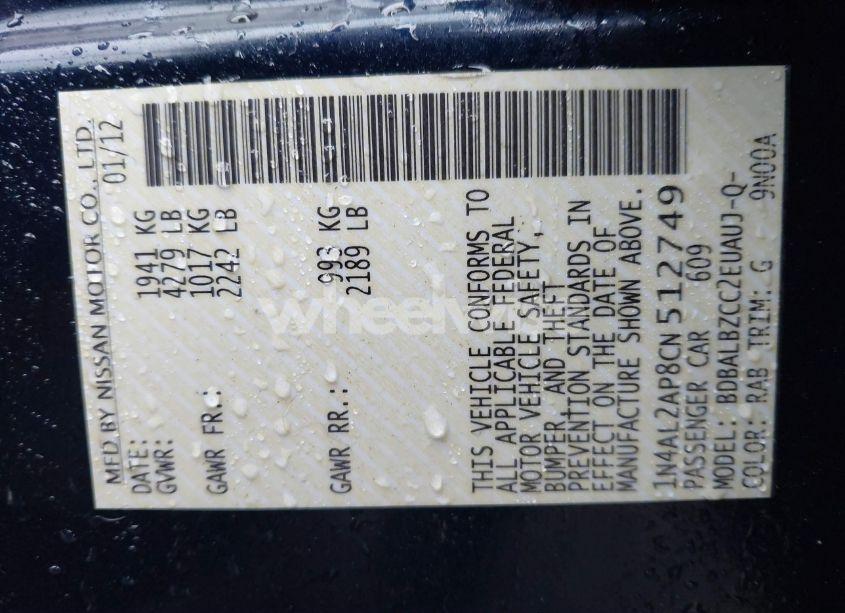 MFD BY NISSAN MOTOR CO., LTD.
DATE: 01/12
GVWR: 1941 KG
4279 LB
GAWR FR.: 1017 KG
2242 LB
GAWR RR.: 993 KG
2189 LB
THIS VEHICLE CONFORMS TO
ALL APPLICABLE FEDERAL
MOTOR VEHICLE SAFETY,
BUMPER AND THEFT
PREVENTION STANDARDS IN
EFFECT ON THE DATE OF
MANUFACTURE SHOWN ABOVE.
1N4AL2AP8CN512749
PASSENGER CAR 609
MODEL: BDBALBZCC2EUAUJ-Q-
COLOR: RAB TRIM: G 9N00A